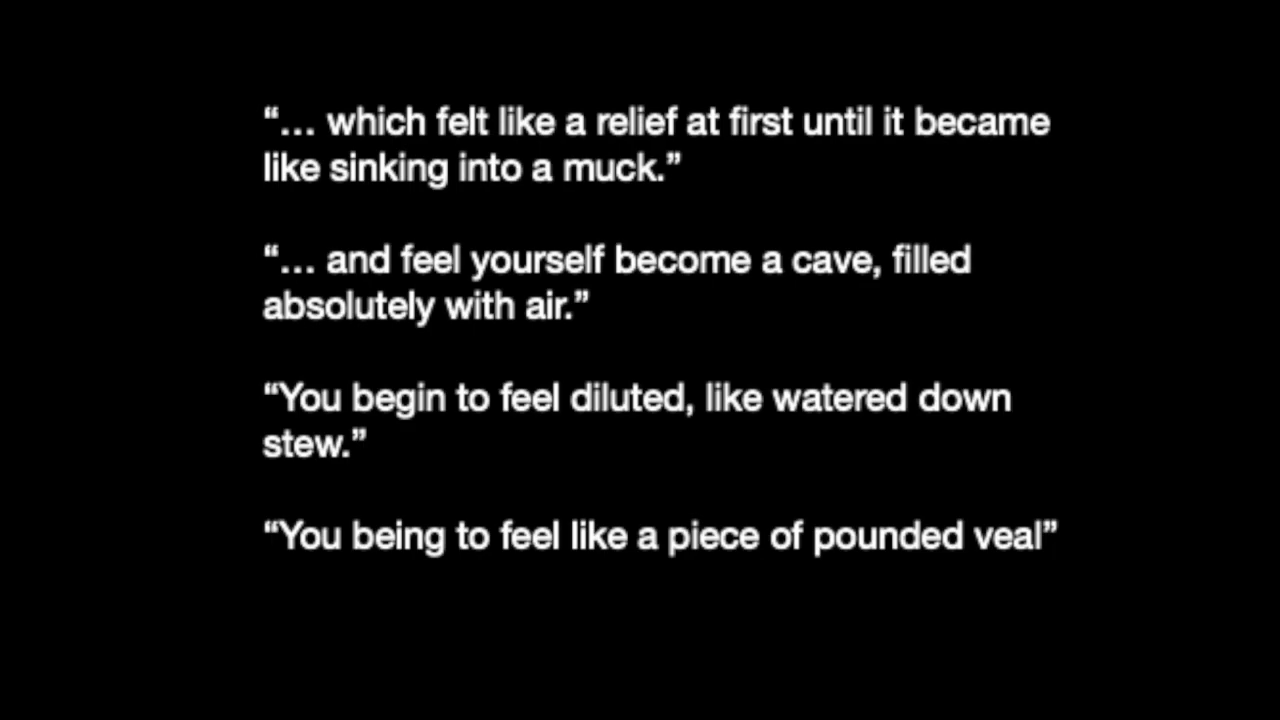 “… which felt like a relief at first until it became
like sinking into a muck.”
“… and feel yourself become a cave, filled
absolutely with air.”
“You begin to feel diluted, like watered down
stew.”
“You being to feel like a piece of pounded veal”